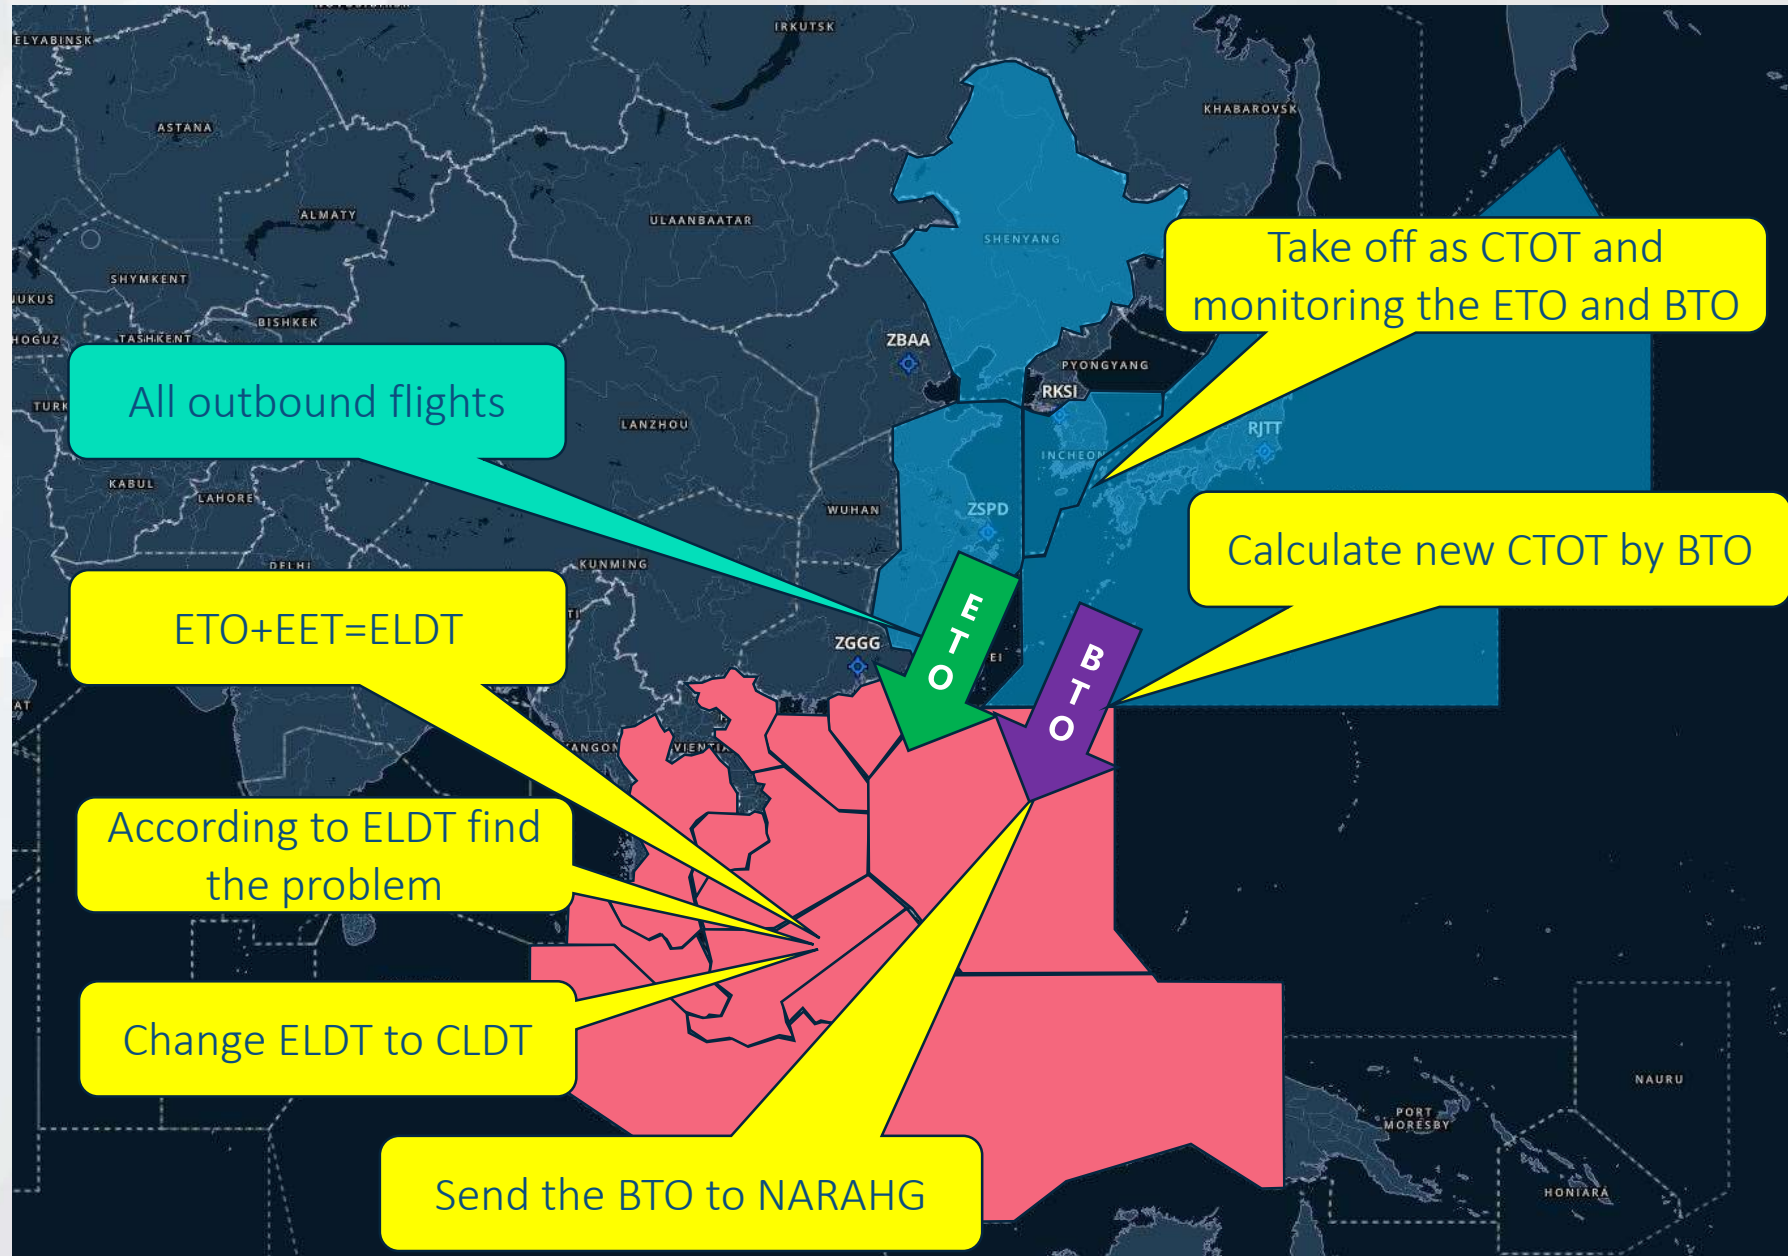 IRKUTSK
ELYABINSK
KHABAROVSK
ASTANA
ALMATY
ULAANBAATAR
SHENYANG
Take off as CTOT and
monitoring the ETO and BTO
SHYMKENT
BISHKEK
TASHKENT
ZBAA
PYONGYANG
RKSI
All outbound flights
LANZHOU
RJTT
INCHEON
KABUL
LAHORE
WUHAN
ZSPD
Calculate new CTOT by BTO
DELHI
KUNMING
ETO
ETO+EET=ELDT
ZGGG
EI
BTO
ANGON
VIENTIA
According to ELDT find
the problem
Change ELDT to CLDT
NAURU
PORT
MORESBY
Send the BTO to NARAHG
HONIARA